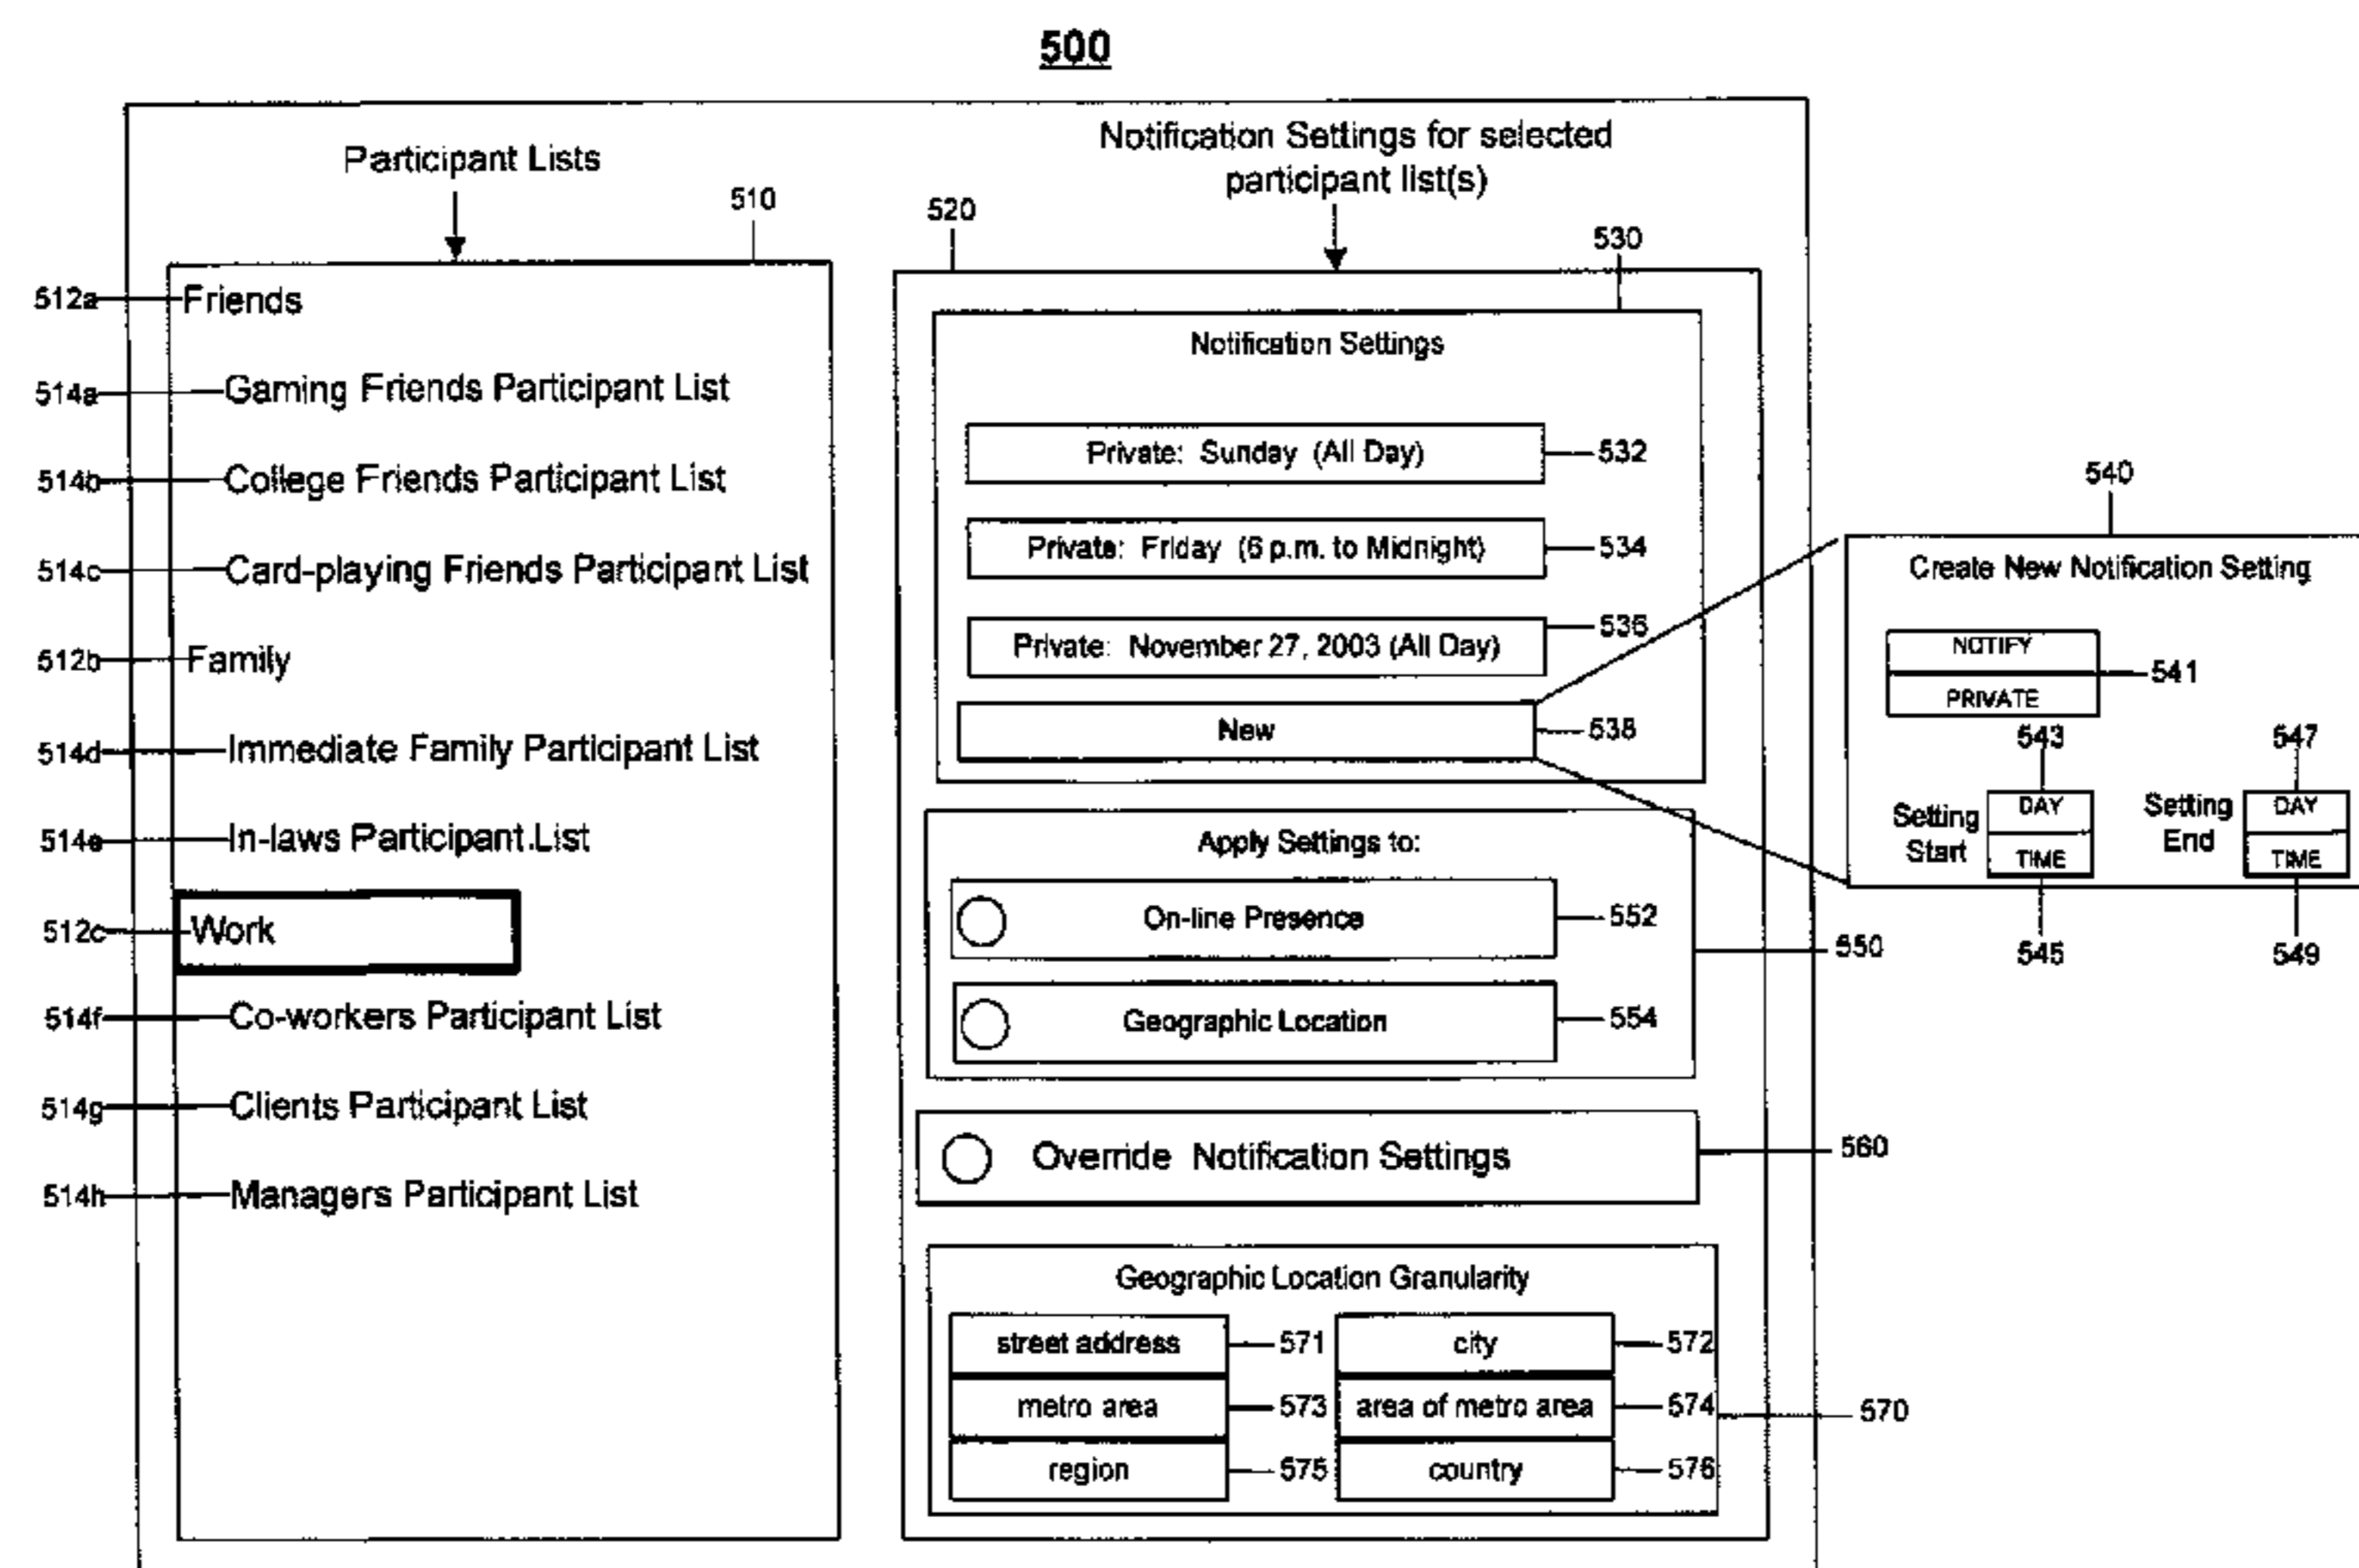 500
Participant Lists
510
512a
Friends
514a
Gaming Friends Participant List
514b
College Friends Participant List
514c
Card-playing Friends Participant List
512b
Family
514d
Immediate Family Participant List
514e
In-laws Participant List
512c
Work
514f
Co-workers Participant List
514g
Clients Participant List
514h
Managers Participant List
Notification Settings for selected
participant list(s)
520
530
Notification Settings
Private: Sunday (All Day)
532
Private: Friday (6 p.m. to Midnight)
534
Private: November 27, 2003 (All Day)
536
New
538
540
Create New Notification Setting
NOTIFY
PRIVATE
541
543
547
Setting
Start
DAY
TIME
Setting
End
DAY
TIME
545
549
Apply Settings to:
On-line Presence
552
550
Geographic Location
554
Override Notification Settings
560
Geographic Location Granularity
street address
571
city
572
metro area
573
area of metro area
574
570
region
575
country
576